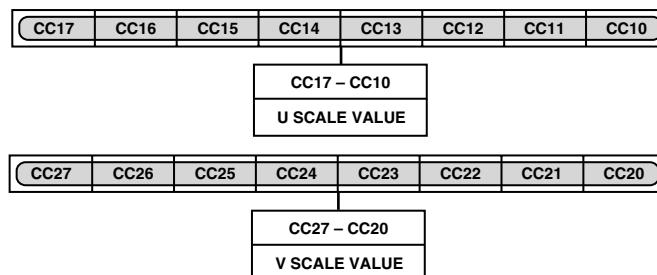 CC17 CC16 CC15 CC14 CC13 CC12 CC11 CC10
CC17 – CC10
U SCALE VALUE
CC27 CC26 CC25 CC24 CC23 CC22 CC21 CC20
CC27 – CC20
V SCALE VALUE